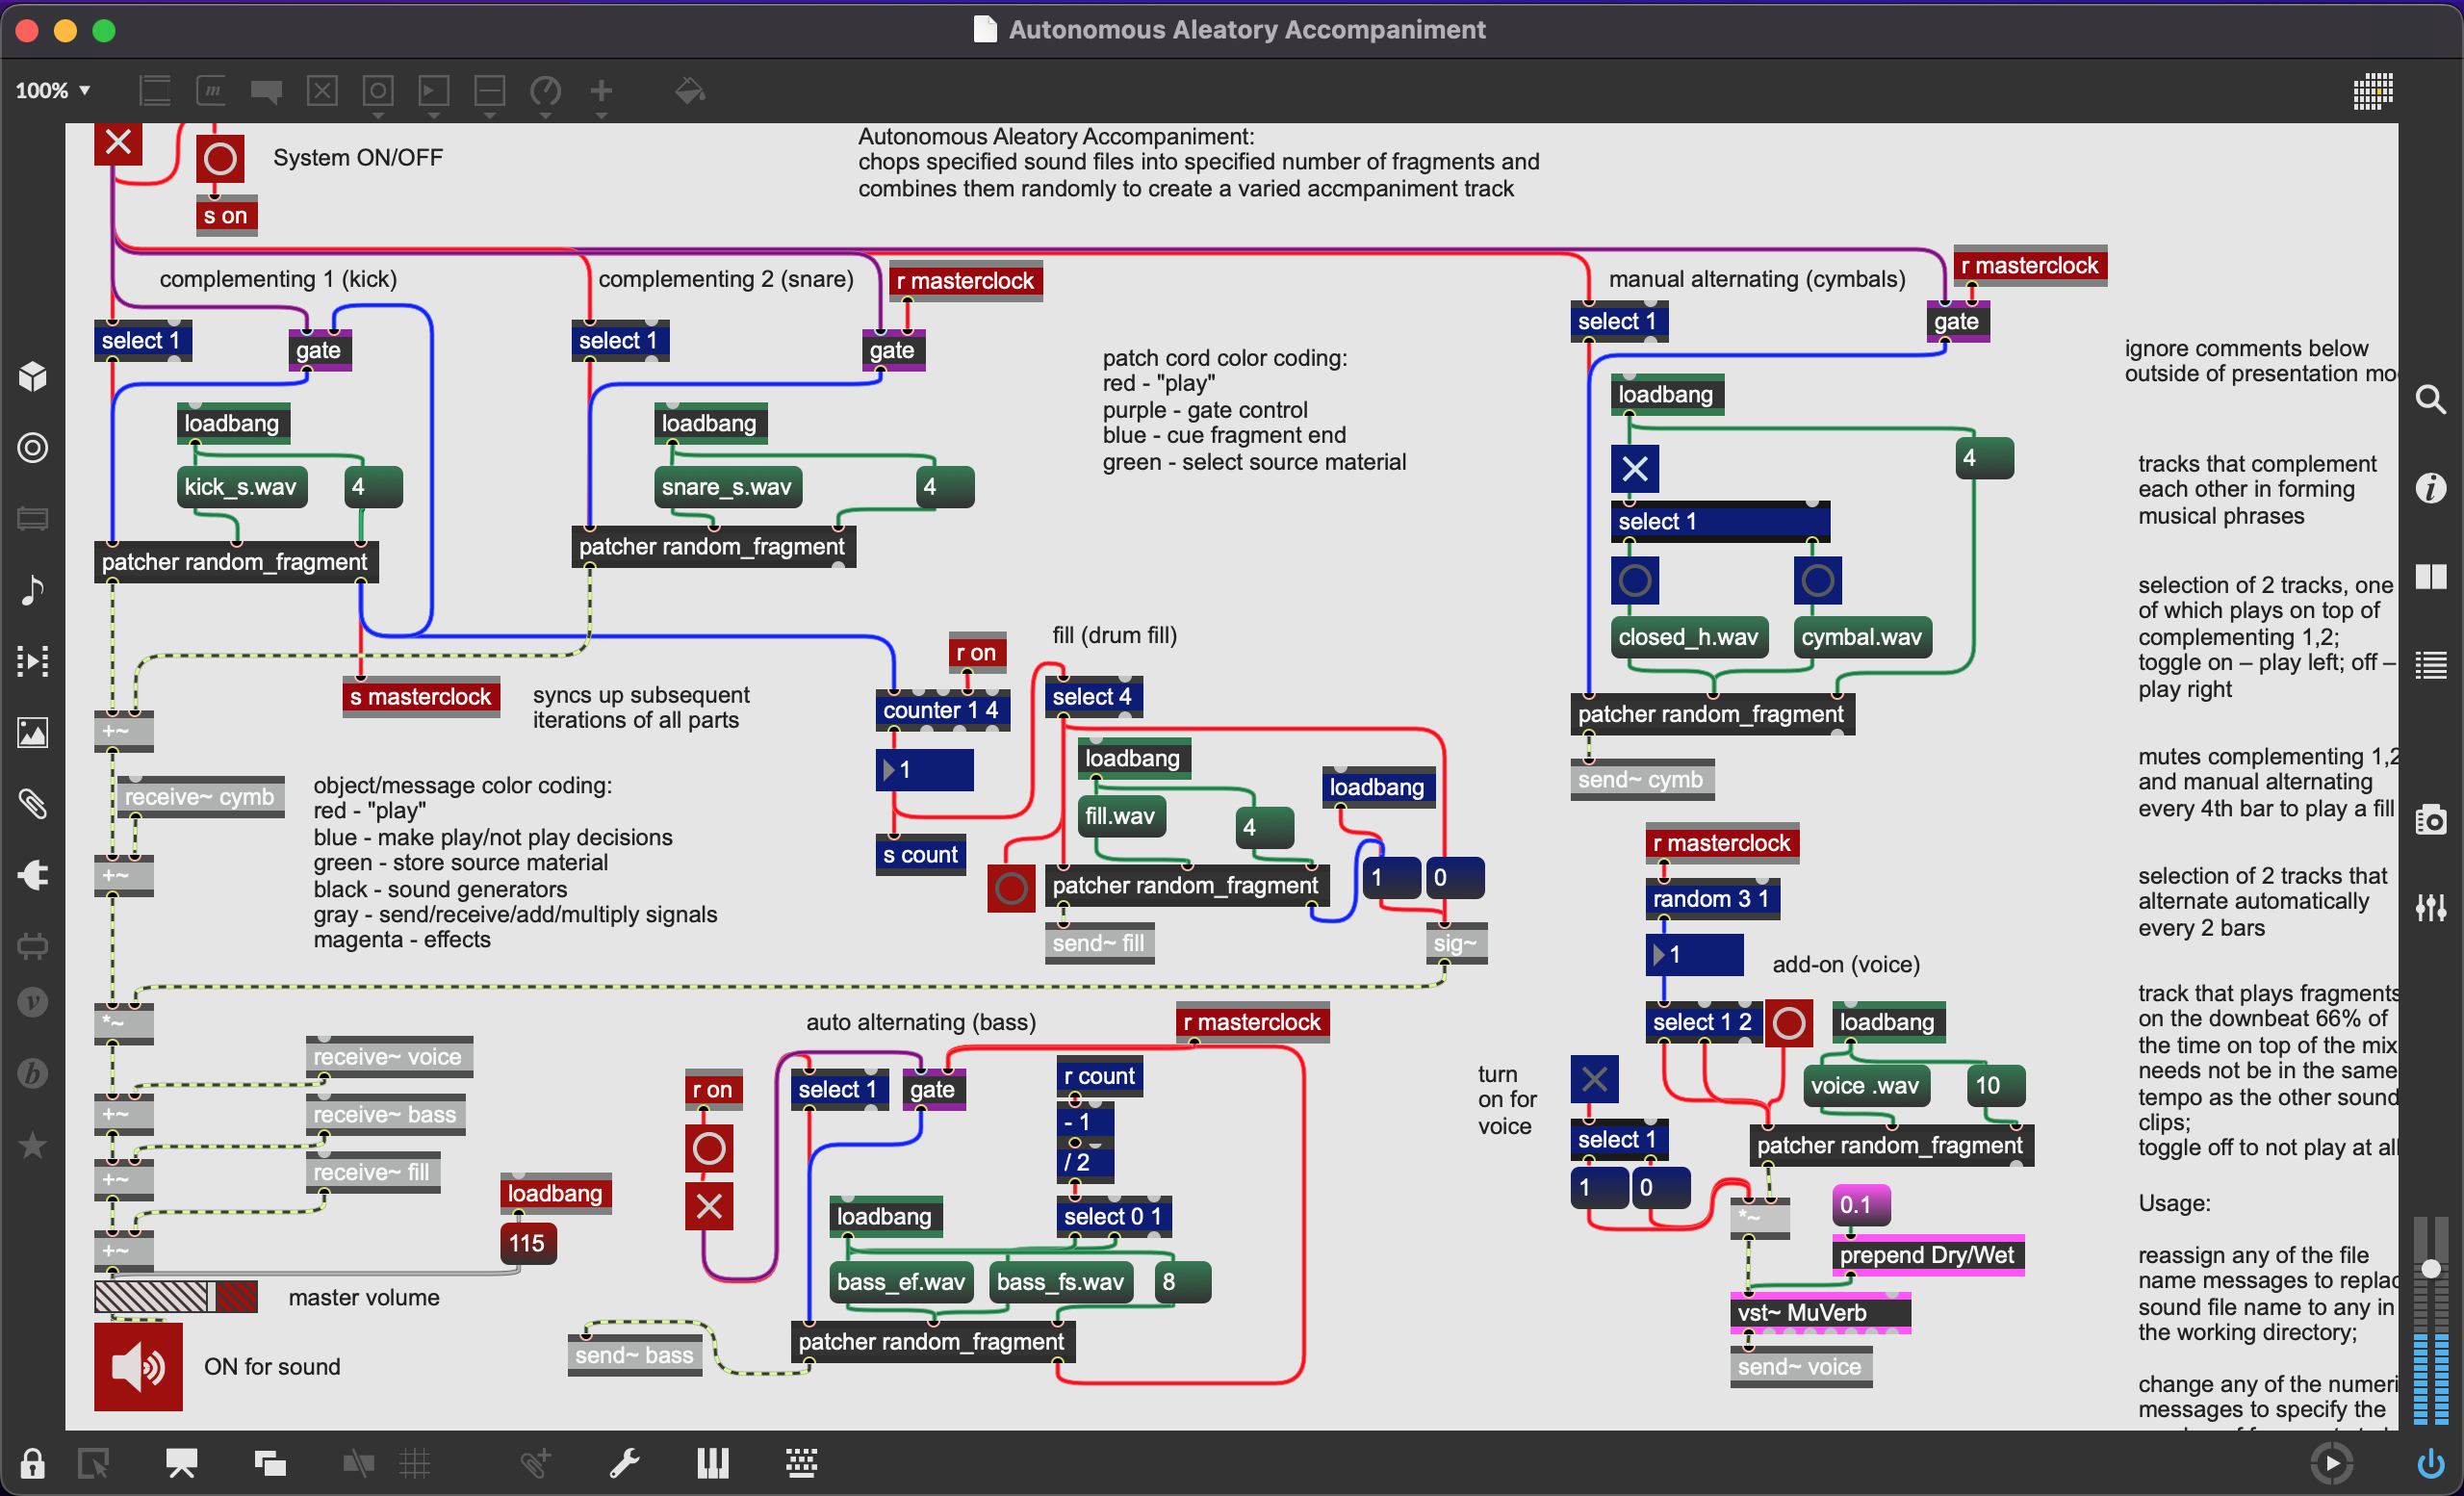 Autonomous Aleatory Accompaniment
100%
System ON/OFF
s on
Autonomous Aleatory Accompaniment:
chops specified sound files into specified number of fragments and
combines them randomly to create a varied accmpaniment track
complementing 1 (kick)
select 1
gate
loadbang
kick_s.wav
4
patcher random_fragment
complementing 2 (snare)
r masterclock
select 1
gate
loadbang
snare_s.wav
4
patcher random_fragment
patch cord color coding:
red - "play"
purple - gate control
blue - cue fragment end
green - select source material
manual alternating (cymbals)
r masterclock
select 1
gate
loadbang
4
select 1
closed_h.wav
cymbal.wav
patcher random_fragment
send~ cymb
s masterclock
syncs up subsequent
iterations of all parts
+~
receive~ cymb
+~
object/message color coding:
red - "play"
blue - make play/not play decisions
green - store source material
black - sound generators
gray - send/receive/add/multiply signals
magenta - effects
fill (drum fill)
r on
counter 1 4
1
s count
select 4
loadbang
fill.wav
4
patcher random_fragment
send~ fill
loadbang
1
0
sig~
*~
receive~ voice
+~
receive~ bass
+~
receive~ fill
+~
loadbang
115
master volume
ON for sound
auto alternating (bass)
r masterclock
r on
select 1
gate
r count
- 1
/ 2
select 0 1
loadbang
bass_ef.wav
bass_fs.wav
8
patcher random_fragment
send~ bass
r masterclock
random 3 1
1
add-on (voice)
select 1 2
loadbang
voice .wav
10
patcher random_fragment
turn
on for
voice
select 1
1
0
*~
0.1
prepend Dry/Wet
vst~ MuVerb
send~ voice
ignore comments below
outside of presentation mo
tracks that complement
each other in forming
musical phrases
selection of 2 tracks, one
of which plays on top of
complementing 1,2;
toggle on – play left; off –
play right
mutes complementing 1,2
and manual alternating
every 4th bar to play a fill
selection of 2 tracks that
alternate automatically
every 2 bars
track that plays fragments
on the downbeat 66% of
the time on top of the mix
needs not be in the same
tempo as the other sound
clips;
toggle off to not play at all
Usage:
reassign any of the file
name messages to replac
sound file name to any in
the working directory;
change any of the numeri
messages to specify the